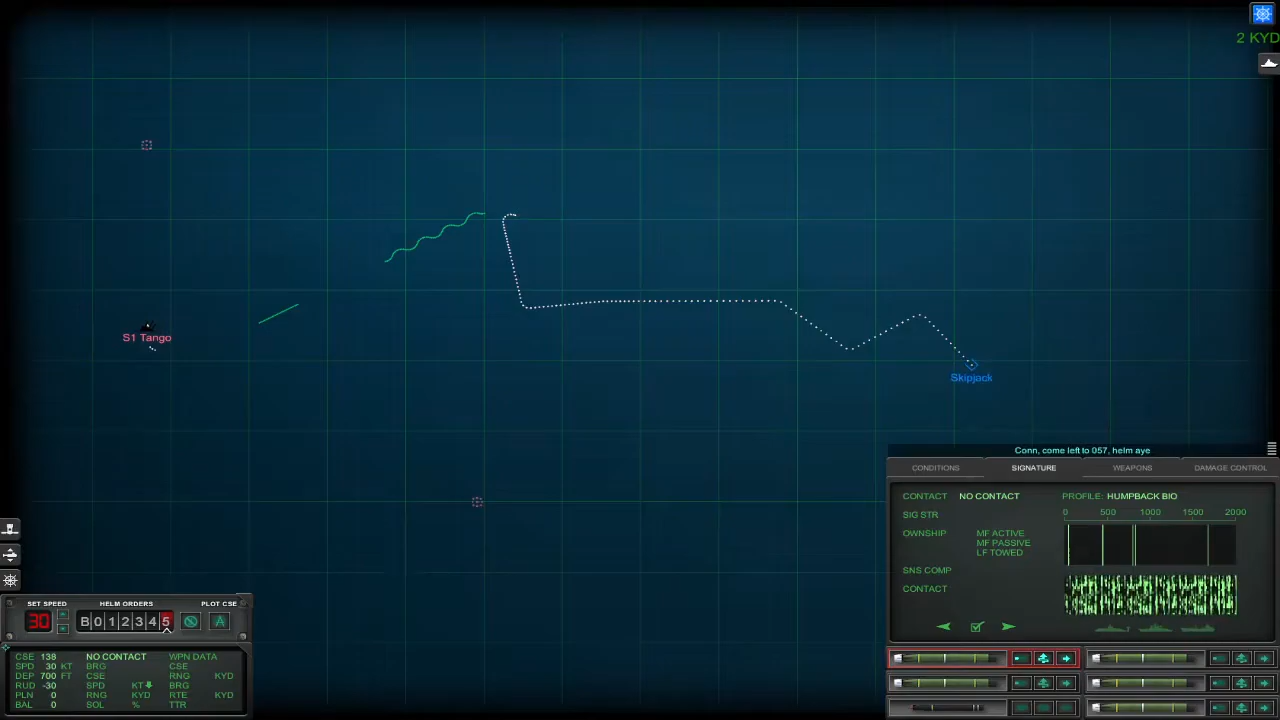 2 KYD
S1 Tango
Skipjack
Conn, come left to 057, helm aye
CONDITIONS SIGNATURE WEAPONS DAMAGE CONTROL
CONTACT NO CONTACT PROFILE: HUMPBACK BIO
SIG STR 0 500 1000 1500 2000
OWNSHIP MF ACTIVE
MF PASSIVE
LF TOWED
SNS COMP
CONTACT
SET SPEED HELM ORDERS PLOT CSE
30 B 0 1 2 3 4 5 A
CSE 138 NO CONTACT WPN DATA
SPD 30 KT BRG CSE
DEP 700 FT CSE RNG KYD
RUD -30 SPD KT BRG
PLN 0 RNG KYD RTE KYD
BAL 0 SOL % TTR